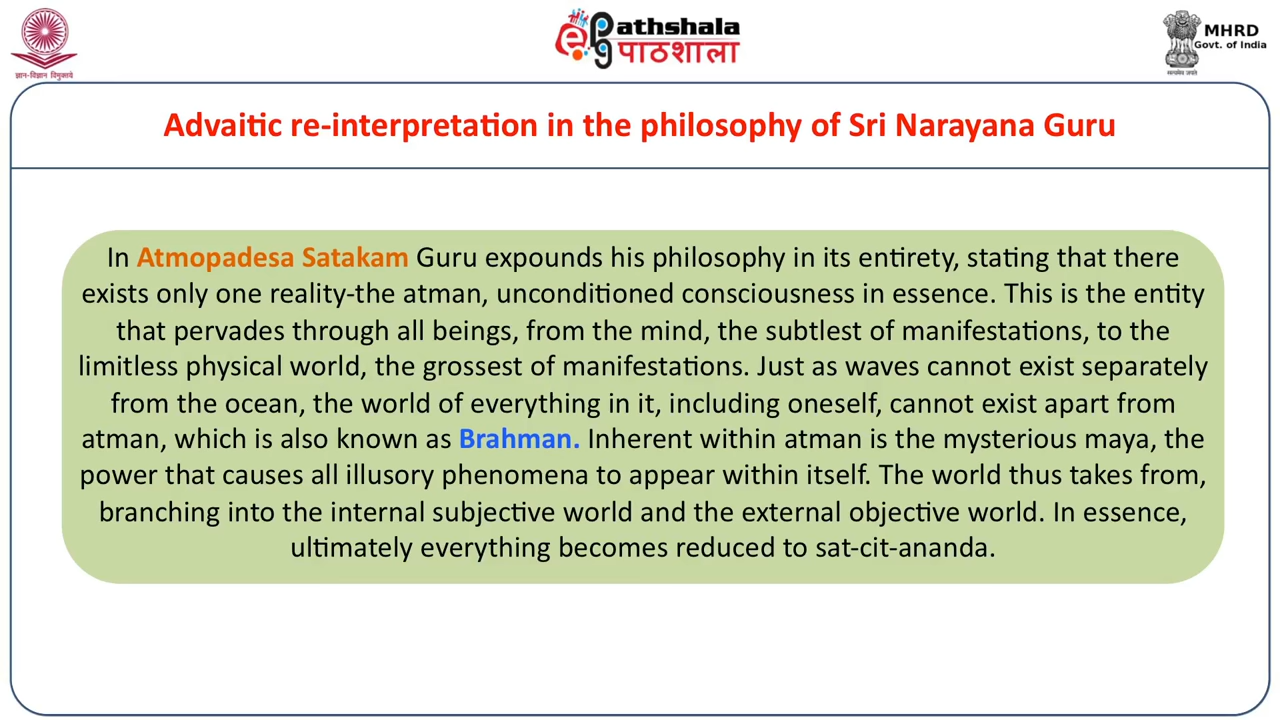 ज्ञान-विज्ञान विमुक्तये
ePathshala
पाठशाला
MHRD
Govt. of India
सत्यमेव जयते
Advaitic re-interpretation in the philosophy of Sri Narayana Guru
In Atmopadesa Satakam Guru expounds his philosophy in its entirety, stating that there
exists only one reality-the atman, unconditioned consciousness in essence. This is the entity
that pervades through all beings, from the mind, the subtlest of manifestations, to the
limitless physical world, the grossest of manifestations. Just as waves cannot exist separately
from the ocean, the world of everything in it, including oneself, cannot exist apart from
atman, which is also known as Brahman. Inherent within atman is the mysterious maya, the
power that causes all illusory phenomena to appear within itself. The world thus takes from,
branching into the internal subjective world and the external objective world. In essence,
ultimately everything becomes reduced to sat-cit-ananda.